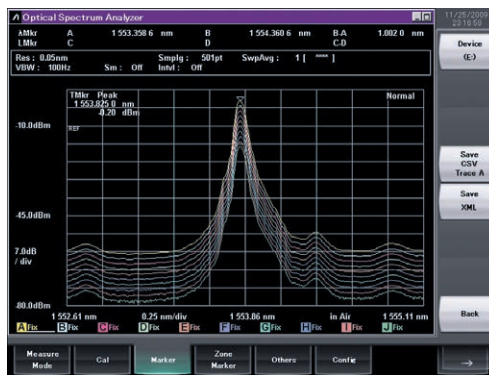 Optical Spectrum Analyzer
11/25/2009
23:16:59
λMkr A 1 553.358 6 nm B 1 554.360 6 nm B-A 1.002 0 nm
LMkr C D C-D
Res : 0.05nm Smplg : 501pt SwpAvg : 1 [ **** ]
VBW : 100Hz Sm : Off Intvl : Off
TMkr Peak Normal
1 553.825 0 nm
-0.20 dBm
-10.0dBm
REF
-45.0dBm
7.0dB
/ div
-80.0dBm
1 552.61 nm 0.25 nm/div 1 553.86 nm in Air 1 555.11 nm
A Fix B Fix C Fix D Fix E Fix F Fix G Fix H Fix I Fix J Fix
Device
(E:)
Save
CSV
Trace A
Save
XML
Back
Measure
Mode
Cal
Marker
Zone
Marker
Others
Config
→